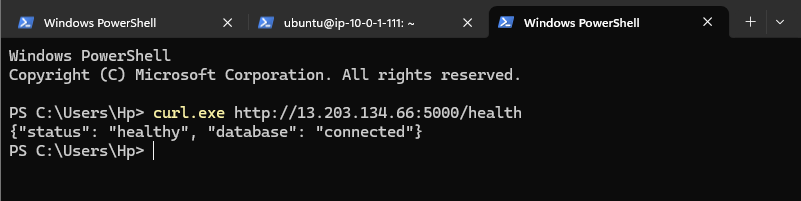 Windows PowerShell
ubuntu@ip-10-0-1-111: ~
Windows PowerShell
Windows PowerShell
Copyright (C) Microsoft Corporation. All rights reserved.
PS C:\Users\Hp> curl.exe http://13.203.134.66:5000/health
{"status": "healthy", "database": "connected"}
PS C:\Users\Hp>